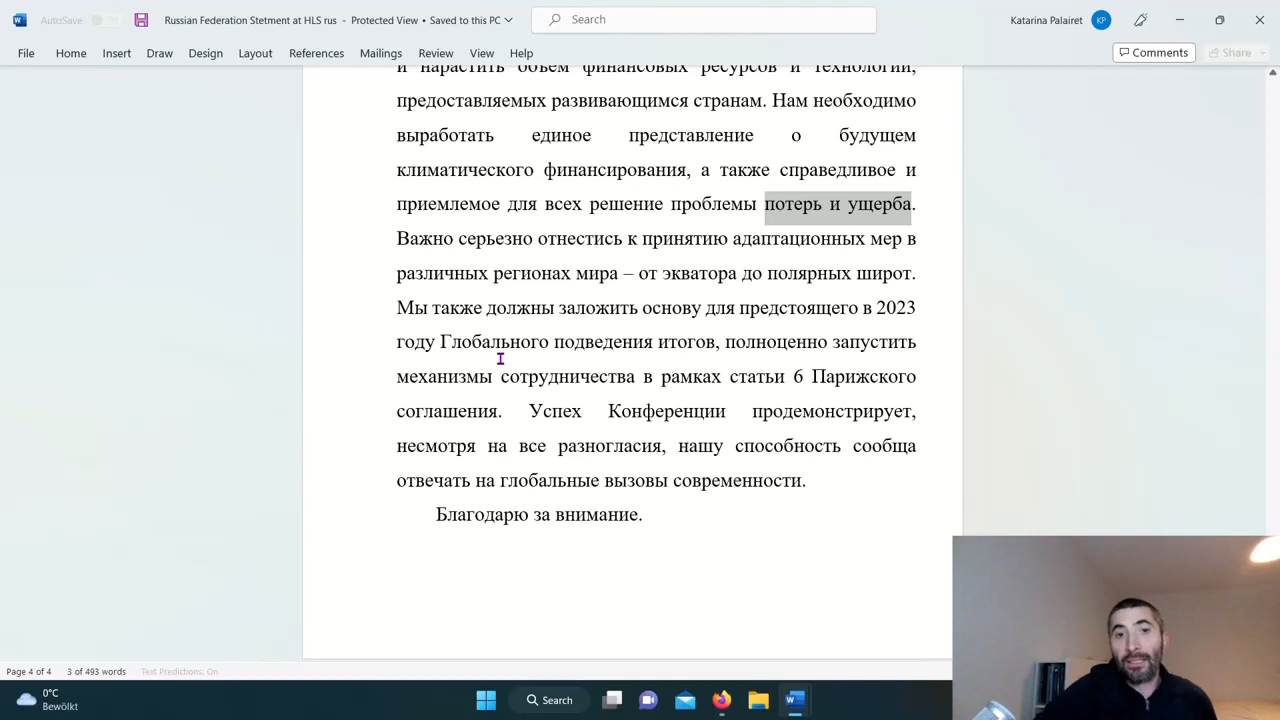 AutoSave
Russian Federation Stetment at HLS rus - Protected View • Saved to this PC
Search
Katarina Palairet
KP
File Home Insert Draw Design Layout References Mailings Review View Help
Comments
Share
и нарастить объем финансовых ресурсов и технологий,
предоставляемых развивающимся странам. Нам необходимо
выработать единое представление о будущем
климатического финансирования, а также справедливое и
приемлемое для всех решение проблемы потерь и ущерба.
Важно серьезно отнестись к принятию адаптационных мер в
различных регионах мира – от экватора до полярных широт.
Мы также должны заложить основу для предстоящего в 2023
году Глобального подведения итогов, полноценно запустить
механизмы сотрудничества в рамках статьи 6 Парижского
соглашения. Успех Конференции продемонстрирует,
несмотря на все разногласия, нашу способность сообща
отвечать на глобальные вызовы современности.
Благодарю за внимание.
Page 4 of 4 3 of 493 words Text Predictions: On
0°C
Bewölkt
Search